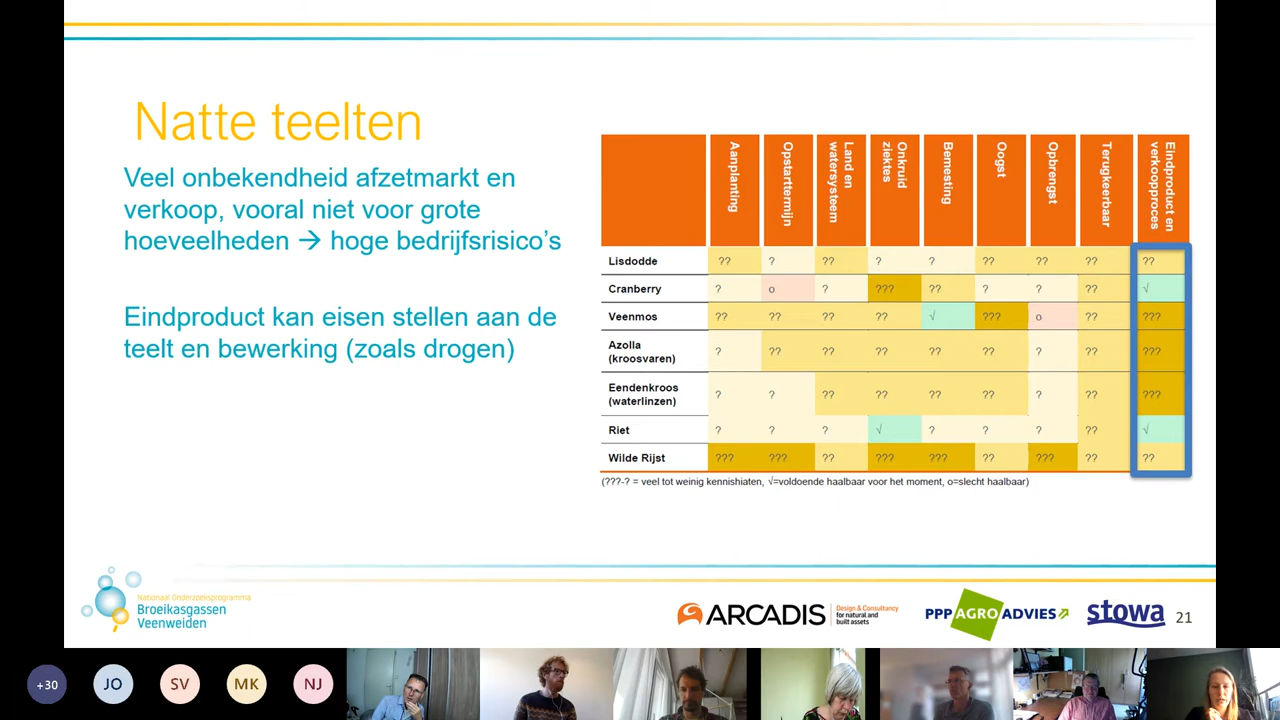 Natte teelten
Veel onbekendheid afzetmarkt en
verkoop, vooral niet voor grote
hoeveelheden → hoge bedrijfsrisico's
Eindproduct kan eisen stellen aan de
teelt en bewerking (zoals drogen)
Aanplanting Opstarttermijn Land en watersysteem Onkruid ziektes Bemesting Oogst Opbrengst Terugkeerbaar Eindproduct en verkoopproces
Lisdodde ?? ? ?? ? ? ?? ?? ?? ??
Cranberry ? o ? ??? ?? ? ? ?? √
Veenmos ?? ?? ?? ?? √ ??? o ?? ???
Azolla
(kroosvaren) ? ?? ?? ?? ?? ?? ? ?? ???
Eendenkroos
(waterlinzen) ? ? ?? ?? ?? ?? ? ?? ???
Riet ? ? ? √ ? ? ? ?? √
Wilde Rijst ??? ??? ?? ??? ??? ?? ??? ?? ??
(???-? = veel tot weinig kennishiaten, √=voldoende haalbaar voor het moment, o=slecht haalbaar)
Nationaal Onderzoeksprogramma
Broeikasgassen
Veenweiden
ARCADIS
Design & Consultancy
for natural and
built assets
PPP AGRO ADVIES
stowa
21
+30
JO
SV
MK
NJ